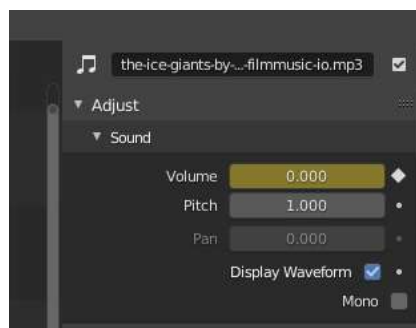 the-ice-giants-by-...-filmmusic-io.mp3
Adjust
Sound
Volume 0.000
Pitch 1.000
Pan 0.000
Display Waveform
Mono